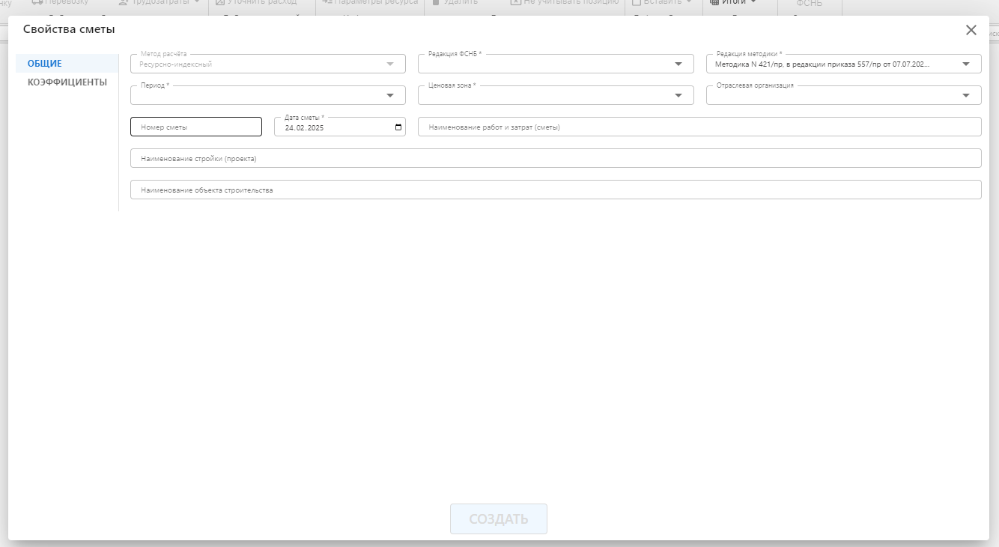 Перевозку Трудозатраты Уточнить расход Параметры ресурса Удалить Не учитывать позицию Вставить Итоги ФСНБ
Свойства сметы
ОБЩИЕ
КОЭФФИЦИЕНТЫ
Метод расчёта
Ресурсно-индексный
Редакция ФСНБ *
Редакция методики *
Методика N 421/пр, в редакции приказа 557/пр от 07.07.202...
Период *
Ценовая зона *
Отраслевая организация
Номер сметы
Дата сметы *
24.02.2025
Наименование работ и затрат (сметы)
Наименование стройки (проекта)
Наименование объекта строительства
СОЗДАТЬ